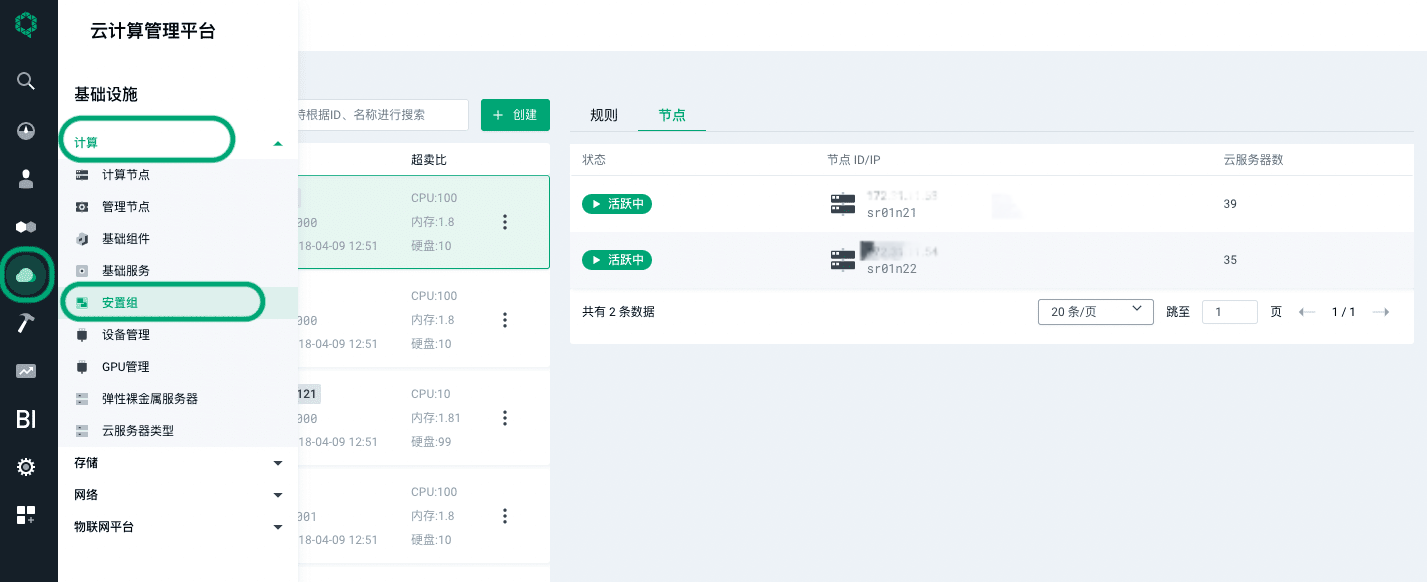 云计算管理平台
基础设施
计算
计算节点
管理节点
基础组件
基础服务
安置组
设备管理
GPU管理
弹性裸金属服务器
云服务器类型
存储
网络
物联网平台
BI
持根据ID、名称进行搜索
+ 创建
超卖比
CPU:100
000
内存:1.8
18-04-09 12:51
硬盘:10
CPU:100
000
内存:1.8
18-04-09 12:51
硬盘:10
121
CPU:10
000
内存:1.81
18-04-09 12:51
硬盘:99
CPU:100
001
内存:1.8
18-04-09 12:51
硬盘:10
规则 节点
状态 节点 ID/IP 云服务器数
活跃中 sr01n21 39
活跃中 sr01n22 35
共有 2 条数据 20 条/页 跳至 1 页 1 / 1